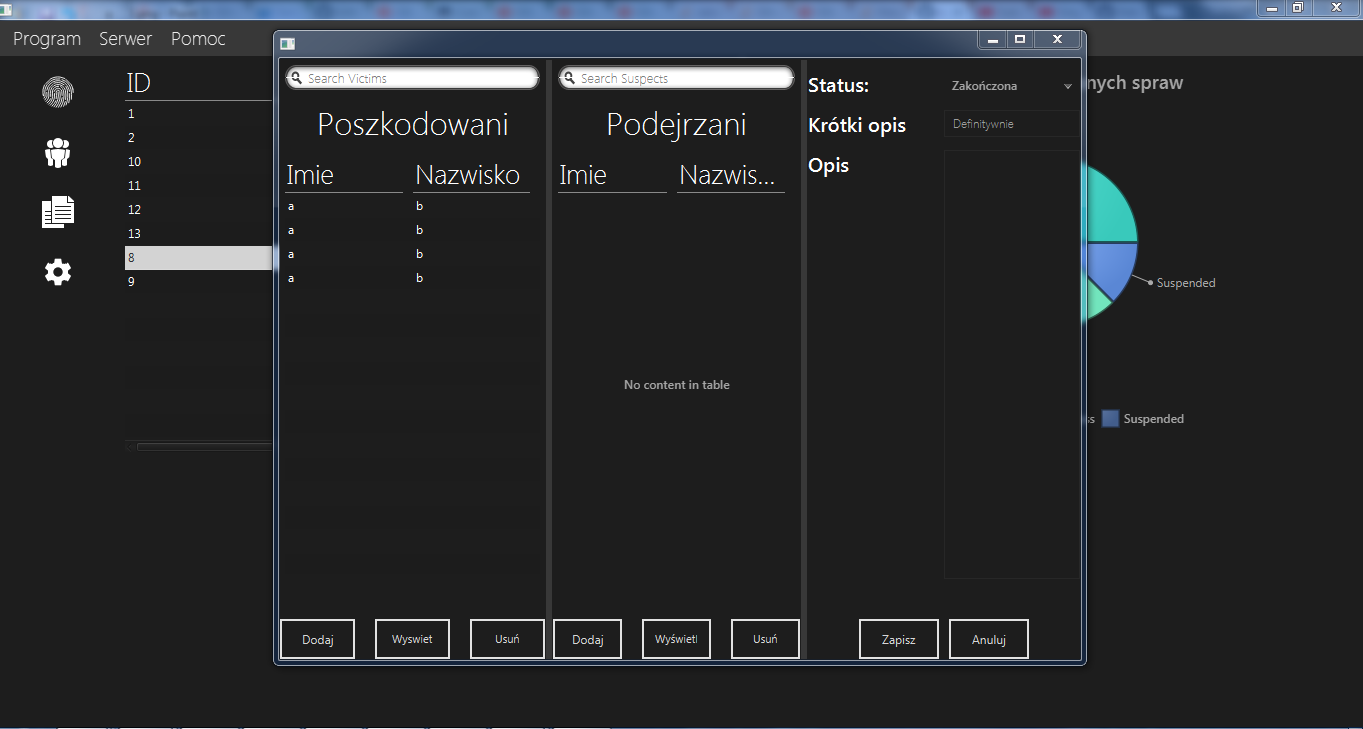 Program Serwer Pomoc
ID
1
2
10
11
12
13
8
9
Search Victims
Poszkodowani
Imie Nazwisko
a b
a b
a b
a b
Dodaj Wyswiet Usuń
Search Suspects
Podejrzani
Imie Nazwis...
No content in table
Dodaj Wyświetl Usuń
Status: Zakończona
Krótki opis Definitywnie
Opis
Zapisz Anuluj
nych spraw
Suspended
ss Suspended